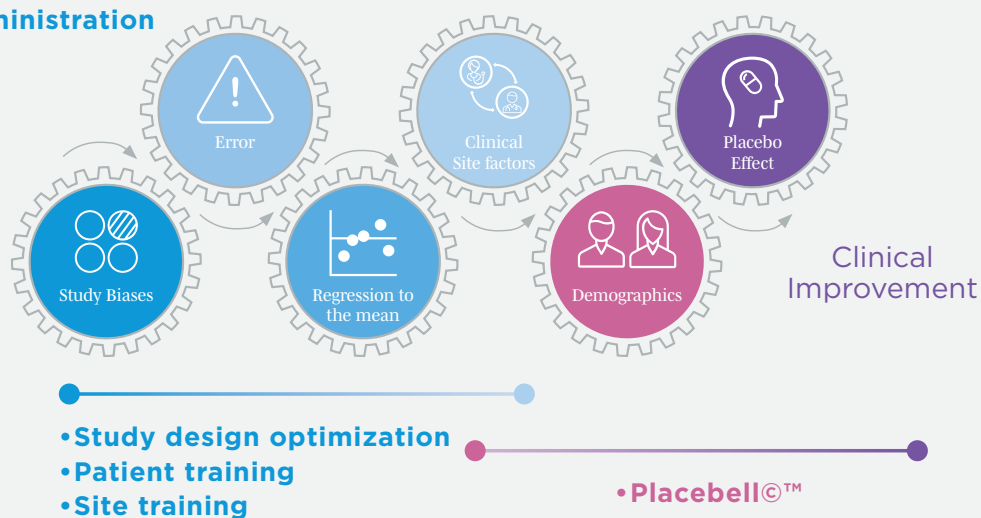 ministration
Error
Clinical
Site factors
Placebo
Effect
Study Biases
Regression to
the mean
Demographics
Clinical
Improvement
•Study design optimization
•Patient training
•Site training
•Placebell©™